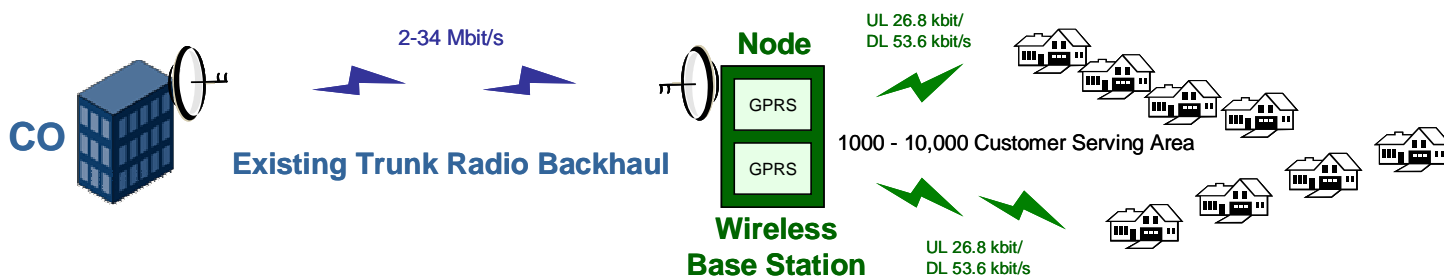 2-34 Mbit/s
UL 26.8 kbit/
DL 53.6 kbit/s
Node
GPRS
CO
1000 - 10,000 Customer Serving Area
Existing Trunk Radio Backhaul
GPRS
Wireless
Base Station
UL 26.8 kbit/
DL 53.6 kbit/s